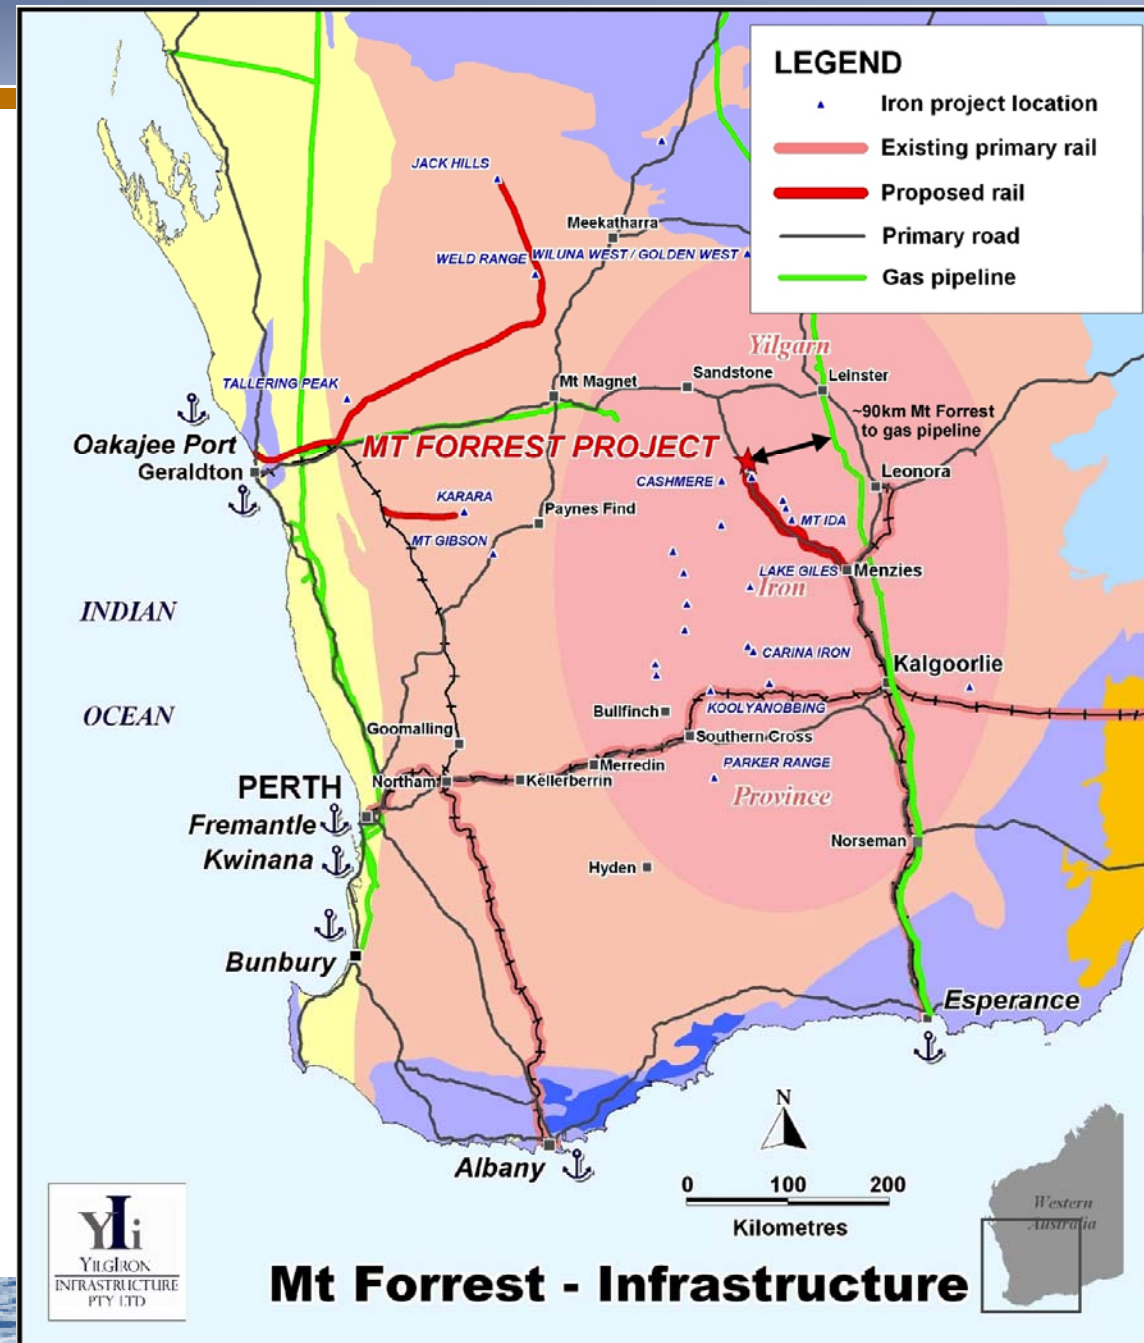 LEGEND
Iron project location
Existing primary rail
Proposed rail
Primary road
Gas pipeline
JACK HILLS
Meekatharra
WELD RANGE
WILUNA WEST / GOLDEN WEST
Yilgarn
TALLERING PEAK
Mt Magnet
Sandstone
Leinster
~90km Mt Forrest
to gas pipeline
Oakajee Port
MT FORREST PROJECT
Geraldton
Leonora
CASHMERE
KARARA
Paynes Find
MT IDA
MT GIBSON
LAKE GILES
Menzies
Iron
INDIAN
OCEAN
CARINA IRON
Kalgoorlie
KOOLYANOBBING
Bullfinch
Goomalling
Southern Cross
Merredin
PARKER RANGE
Northam
Kellerberrin
PERTH
Province
Fremantle
Kwinana
Norseman
Hyden
Bunbury
Esperance
Albany
N
0 100 200
Kilometres
Western
Australia
YIi
YILGIRON
INFRASTRUCTURE
PTY LTD
Mt Forrest - Infrastructure